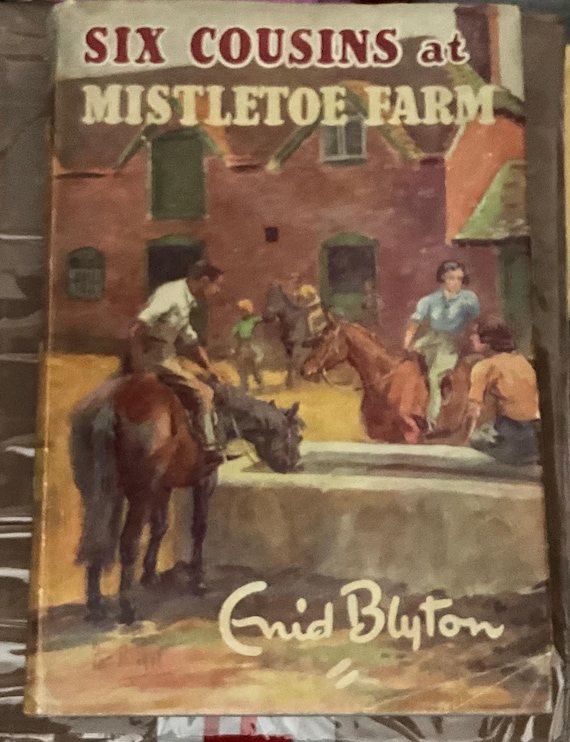 SIX COUSINS at
MISTLETOE FARM
Enid Blyton